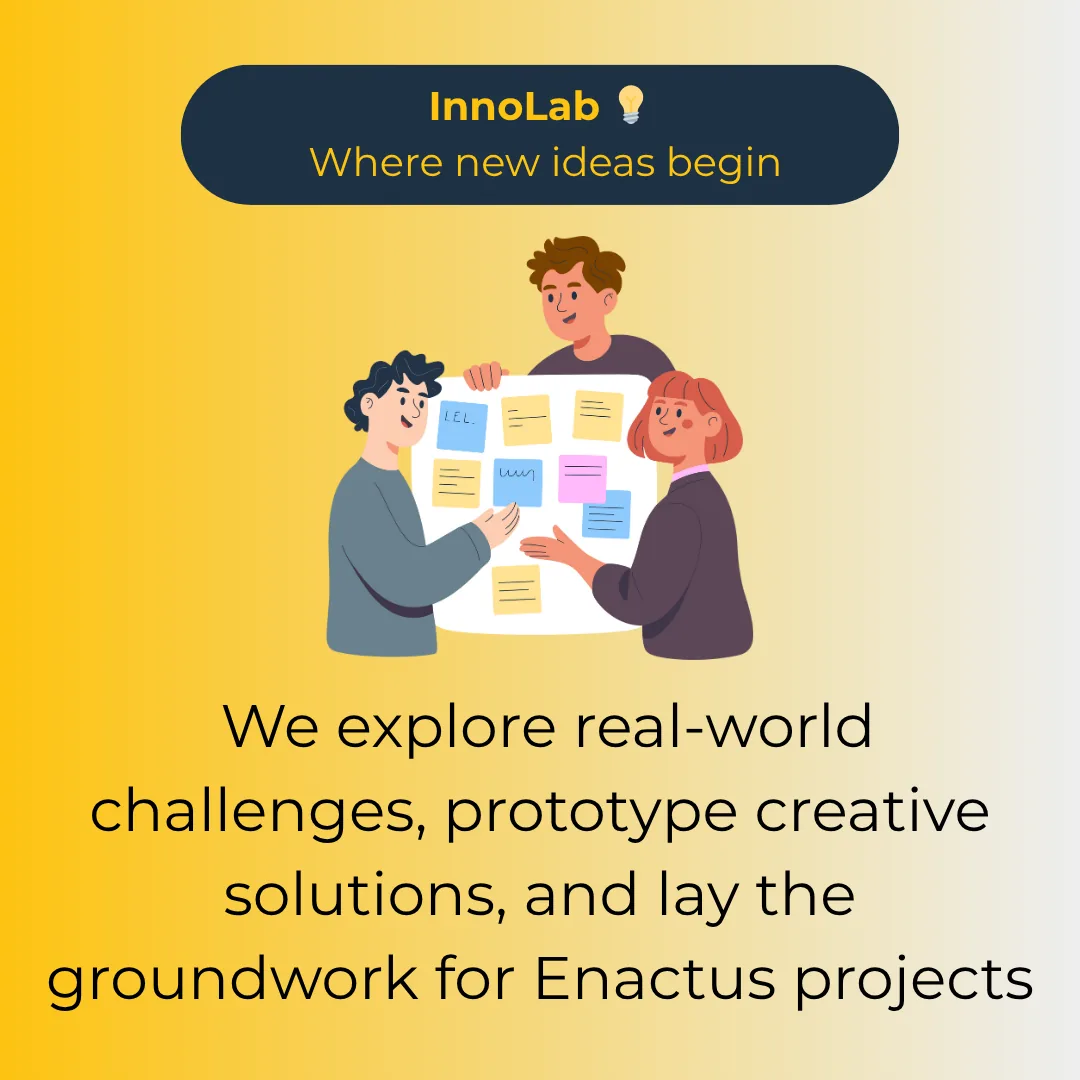 InnoLab 💡
Where new ideas begin
I.EL.
We explore real-world
challenges, prototype creative
solutions, and lay the
groundwork for Enactus projects